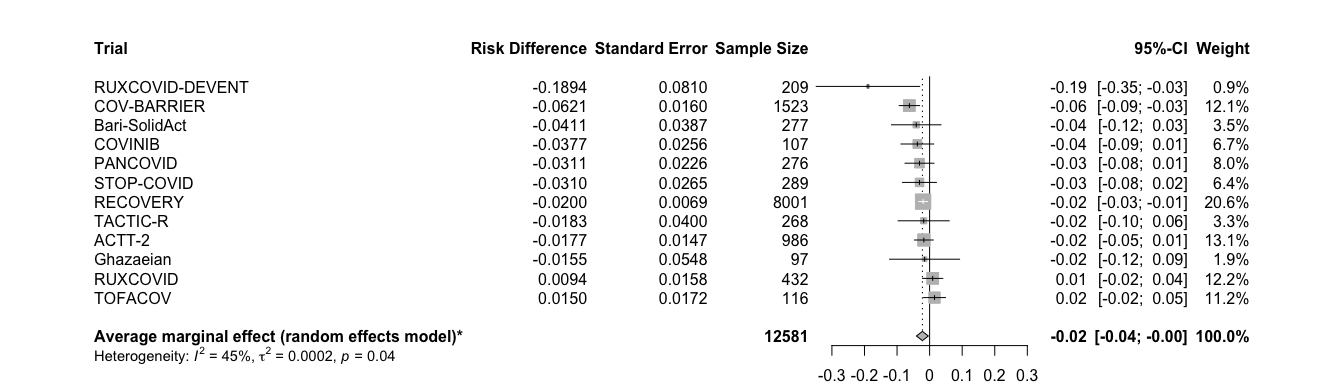 Trial Risk Difference Standard Error Sample Size 95%-CI Weight
RUXCOVID-DEVENT -0.1894 0.0810 209 -0.19 [-0.35; -0.03] 0.9%
COV-BARRIER -0.0621 0.0160 1523 -0.06 [-0.09; -0.03] 12.1%
Bari-SolidAct -0.0411 0.0387 277 -0.04 [-0.12; 0.03] 3.5%
COVINIB -0.0377 0.0256 107 -0.04 [-0.09; 0.01] 6.7%
PANCOVID -0.0311 0.0226 276 -0.03 [-0.08; 0.01] 8.0%
STOP-COVID -0.0310 0.0265 289 -0.03 [-0.08; 0.02] 6.4%
RECOVERY -0.0200 0.0069 8001 -0.02 [-0.03; -0.01] 20.6%
TACTIC-R -0.0183 0.0400 268 -0.02 [-0.10; 0.06] 3.3%
ACTT-2 -0.0177 0.0147 986 -0.02 [-0.05; 0.01] 13.1%
Ghazaeian -0.0155 0.0548 97 -0.02 [-0.12; 0.09] 1.9%
RUXCOVID 0.0094 0.0158 432 0.01 [-0.02; 0.04] 12.2%
TOFACOV 0.0150 0.0172 116 0.02 [-0.02; 0.05] 11.2%
Average marginal effect (random effects model)* 12581 -0.02 [-0.04; -0.00] 100.0%
Heterogeneity: I² = 45%, τ² = 0.0002, p = 0.04
-0.3 -0.2 -0.1 0 0.1 0.2 0.3